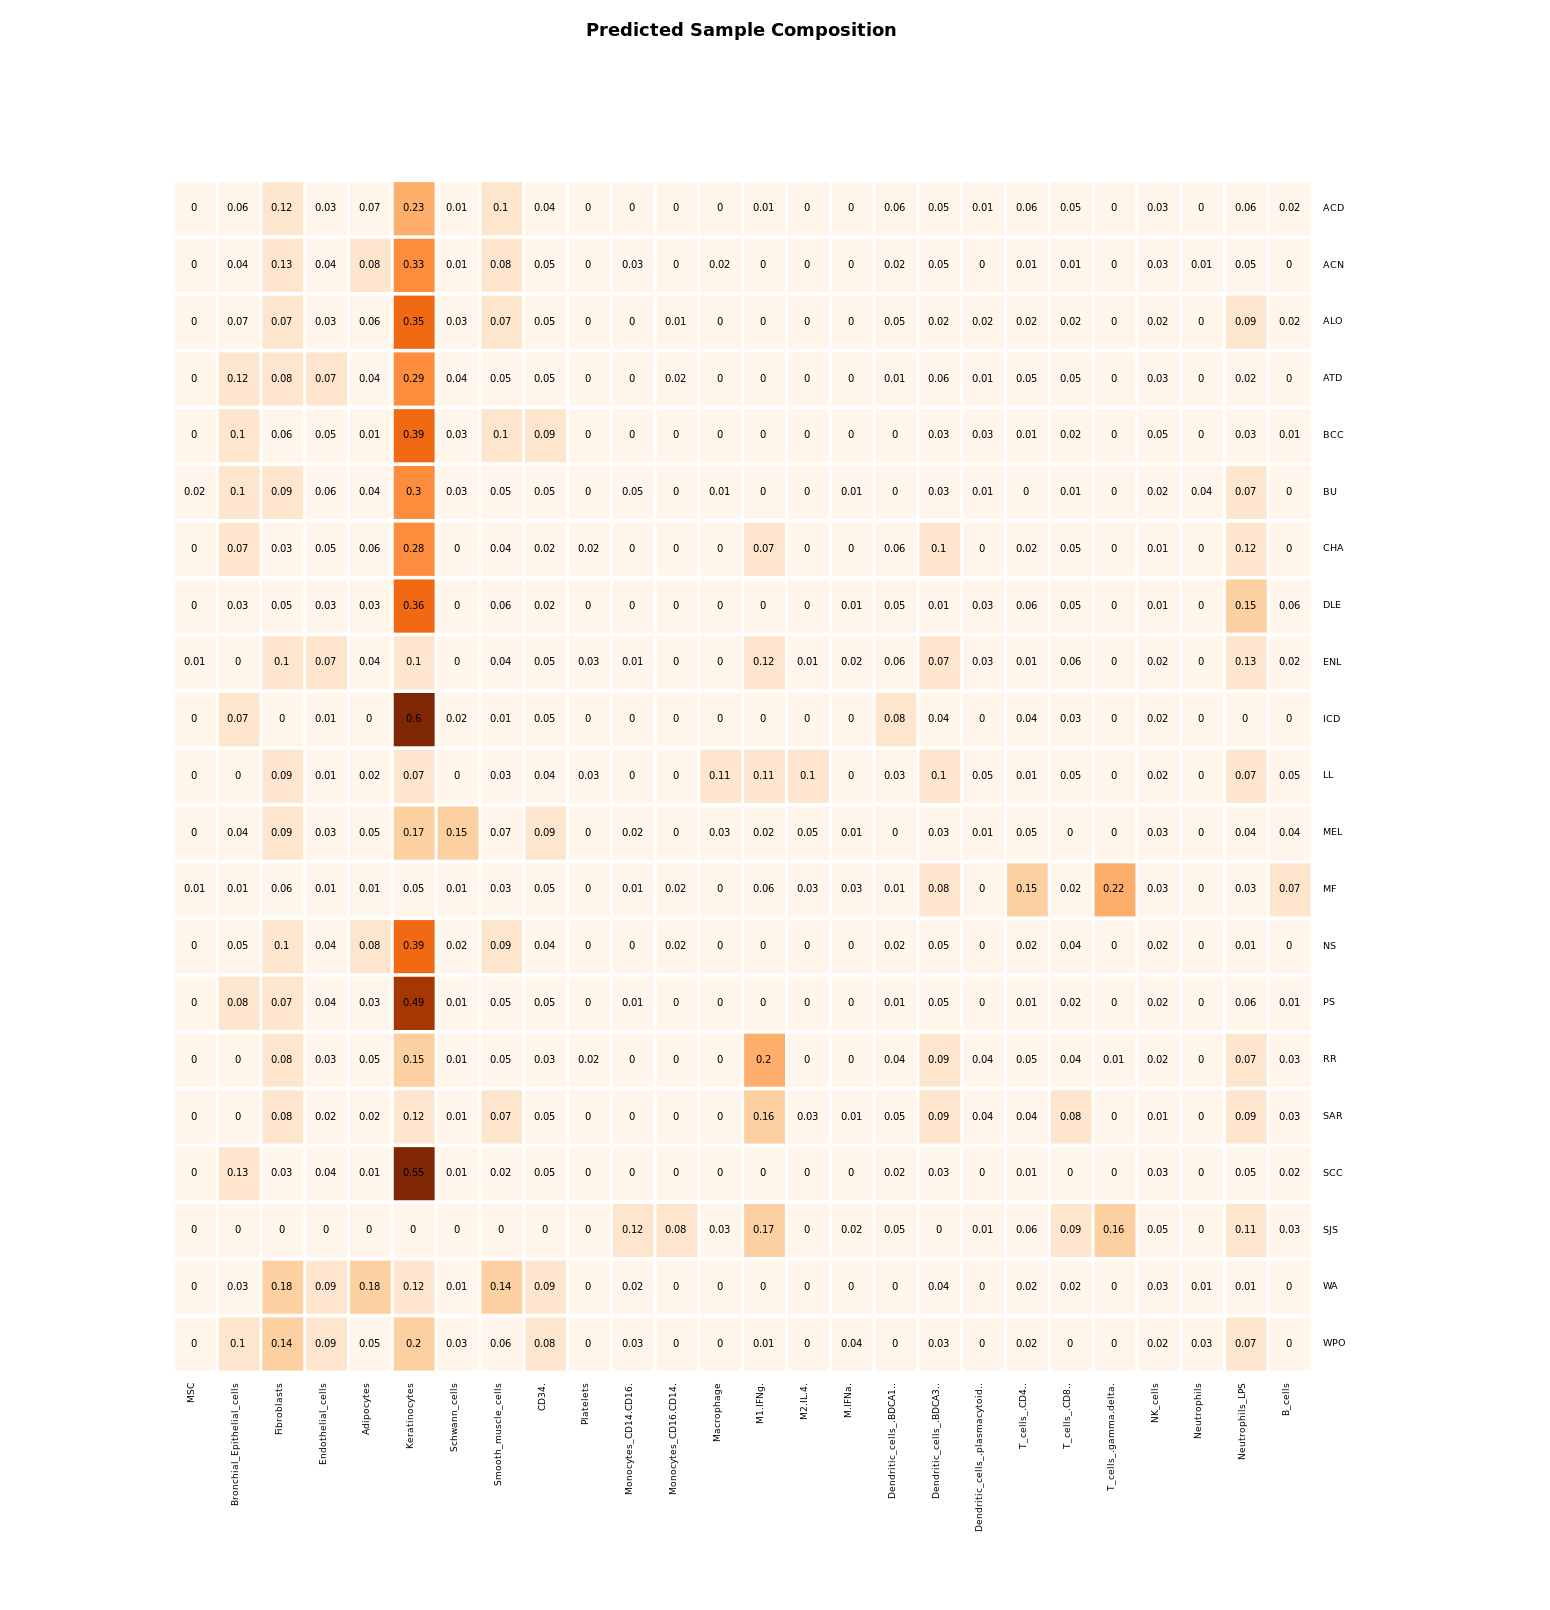 Predicted Sample Composition
0 0.06 0.12 0.03 0.07 0.23 0.01 0.1 0.04 0 0 0 0 0.01 0 0 0.06 0.05 0.01 0.06 0.05 0 0.03 0 0.06 0.02 ACD
0 0.04 0.13 0.04 0.08 0.33 0.01 0.08 0.05 0 0.03 0 0.02 0 0 0 0.02 0.05 0 0.01 0.01 0 0.03 0.01 0.05 0 ACN
0 0.07 0.07 0.03 0.06 0.35 0.03 0.07 0.05 0 0 0.01 0 0 0 0 0.05 0.02 0.02 0.02 0.02 0 0.02 0 0.09 0.02 ALO
0 0.12 0.08 0.07 0.04 0.29 0.04 0.05 0.05 0 0 0.02 0 0 0 0 0.01 0.06 0.01 0.05 0.05 0 0.03 0 0.02 0 ATD
0 0.1 0.06 0.05 0.01 0.39 0.03 0.1 0.09 0 0 0 0 0 0 0 0 0.03 0.03 0.01 0.02 0 0.05 0 0.03 0.01 BCC
0.02 0.1 0.09 0.06 0.04 0.3 0.03 0.05 0.05 0 0.05 0 0.01 0 0 0.01 0 0.03 0.01 0 0.01 0 0.02 0.04 0.07 0 BU
0 0.07 0.03 0.05 0.06 0.28 0 0.04 0.02 0.02 0 0 0 0.07 0 0 0.06 0.1 0 0.02 0.05 0 0.01 0 0.12 0 CHA
0 0.03 0.05 0.03 0.03 0.36 0 0.06 0.02 0 0 0 0 0 0 0.01 0.05 0.01 0.03 0.06 0.05 0 0.01 0 0.15 0.06 DLE
0.01 0 0.1 0.07 0.04 0.1 0 0.04 0.05 0.03 0.01 0 0 0.12 0.01 0.02 0.06 0.07 0.03 0.01 0.06 0 0.02 0 0.13 0.02 ENL
0 0.07 0 0.01 0 0.6 0.02 0.01 0.05 0 0 0 0 0 0 0 0.08 0.04 0 0.04 0.03 0 0.02 0 0 0 ICD
0 0 0.09 0.01 0.02 0.07 0 0.03 0.04 0.03 0 0 0.11 0.11 0.1 0 0.03 0.1 0.05 0.01 0.05 0 0.02 0 0.07 0.05 LL
0 0.04 0.09 0.03 0.05 0.17 0.15 0.07 0.09 0 0.02 0 0.03 0.02 0.05 0.01 0 0.03 0.01 0.05 0 0 0.03 0 0.04 0.04 MEL
0.01 0.01 0.06 0.01 0.01 0.05 0.01 0.03 0.05 0 0.01 0.02 0 0.06 0.03 0.03 0.01 0.08 0 0.15 0.02 0.22 0.03 0 0.03 0.07 MF
0 0.05 0.1 0.04 0.08 0.39 0.02 0.09 0.04 0 0 0.02 0 0 0 0 0.02 0.05 0 0.02 0.04 0 0.02 0 0.01 0 NS
0 0.08 0.07 0.04 0.03 0.49 0.01 0.05 0.05 0 0.01 0 0 0 0 0 0.01 0.05 0 0.01 0.02 0 0.02 0 0.06 0.01 PS
0 0 0.08 0.03 0.05 0.15 0.01 0.05 0.03 0.02 0 0 0 0.2 0 0 0.04 0.09 0.04 0.05 0.04 0.01 0.02 0 0.07 0.03 RR
0 0 0.08 0.02 0.02 0.12 0.01 0.07 0.05 0 0 0 0 0.16 0.03 0.01 0.05 0.09 0.04 0.04 0.08 0 0.01 0 0.09 0.03 SAR
0 0.13 0.03 0.04 0.01 0.55 0.01 0.02 0.05 0 0 0 0 0 0 0 0.02 0.03 0 0.01 0 0 0.03 0 0.05 0.02 SCC
0 0 0 0 0 0 0 0 0 0 0.12 0.08 0.03 0.17 0 0.02 0.05 0 0.01 0.06 0.09 0.16 0.05 0 0.11 0.03 SJS
0 0.03 0.18 0.09 0.18 0.12 0.01 0.14 0.09 0 0.02 0 0 0 0 0 0 0.04 0 0.02 0.02 0 0.03 0.01 0.01 0 WA
0 0.1 0.14 0.09 0.05 0.2 0.03 0.06 0.08 0 0.03 0 0 0.01 0 0.04 0 0.03 0 0.02 0 0 0.02 0.03 0.07 0 WPO
MSC
Bronchial_Epithelial_cells
Fibroblasts
Endothelial_cells
Adipocytes
Keratinocytes
Schwann_cells
Smooth_muscle_cells
CD34.
Platelets
Monocytes_CD14.CD16.
Monocytes_CD16.CD14.
Macrophage
M1.IFNg.
M2.IL.4.
M.IFNa.
Dendritic_cells_.BDCA1..
Dendritic_cells_.BDCA3..
Dendritic_cells_.plasmacytoid..
T_cells_.CD4..
T_cells_.CD8..
T_cells_.gamma.delta.
NK_cells
Neutrophils
Neutrophils_LPS
B_cells